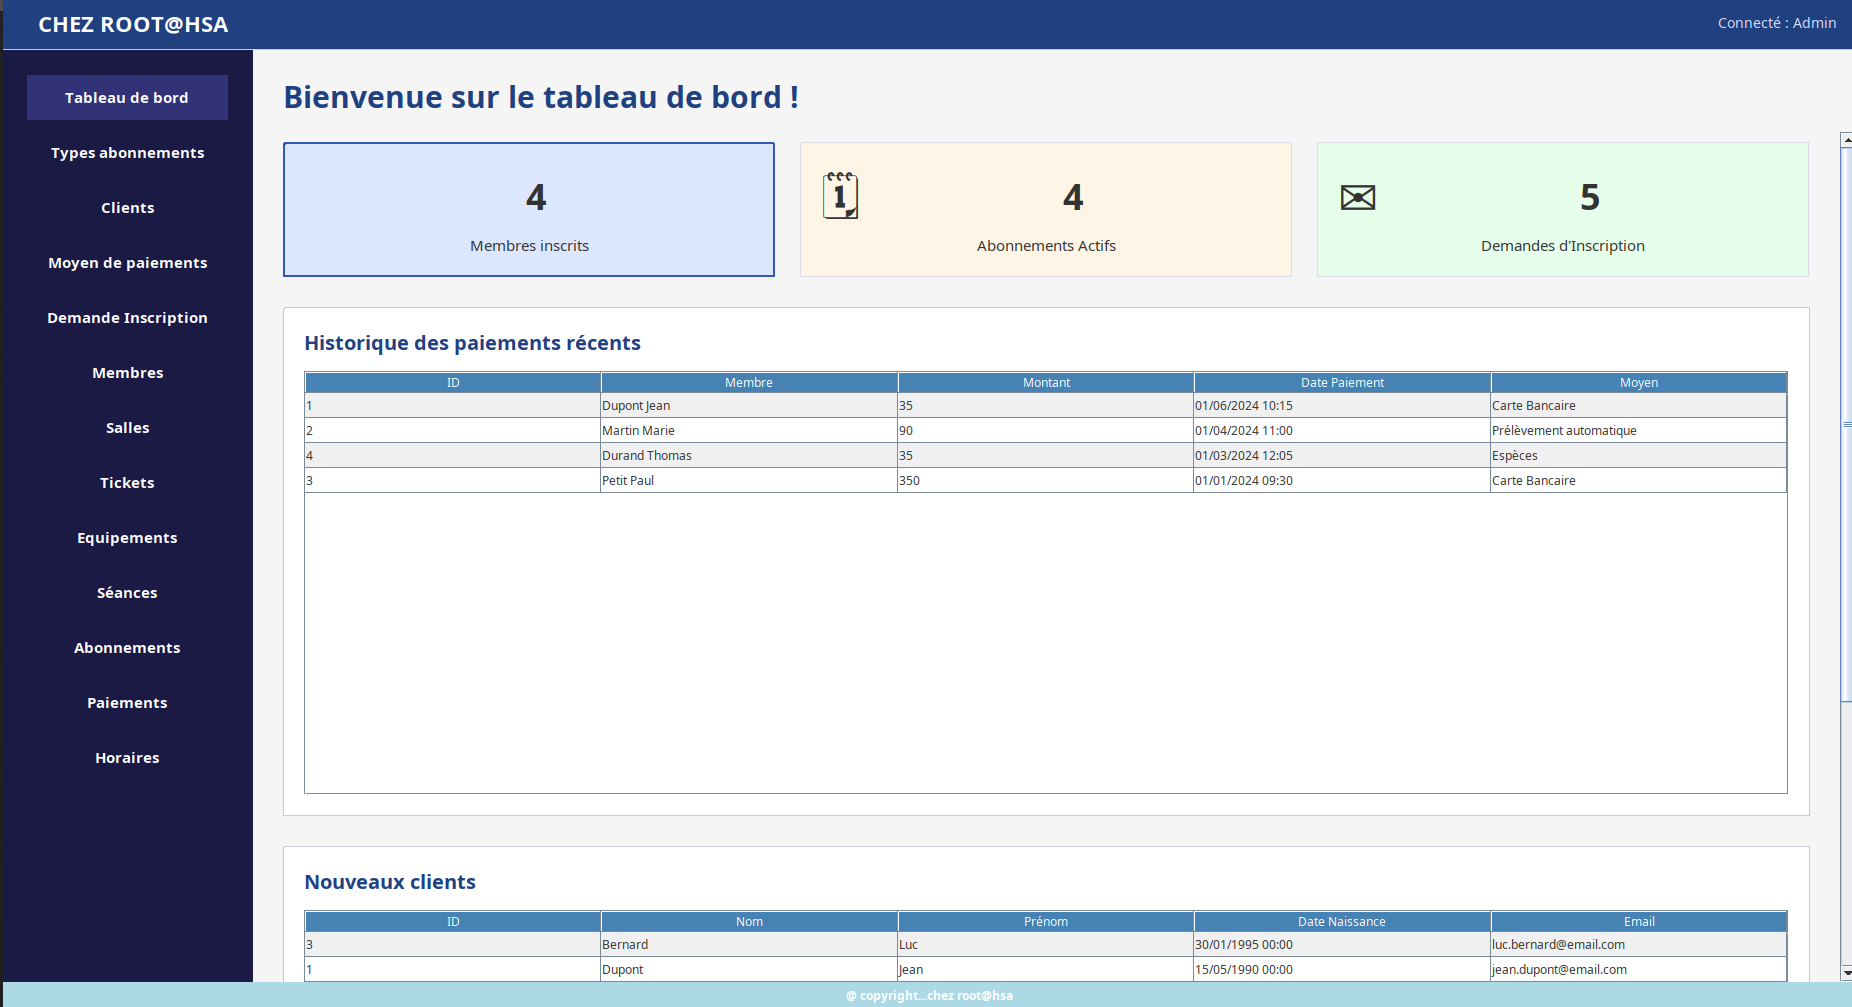 CHEZ ROOT@HSA
Connecté : Admin
Tableau de bord
Types abonnements
Clients
Moyen de paiements
Demande Inscription
Membres
Salles
Tickets
Equipements
Séances
Abonnements
Paiements
Horaires
Bienvenue sur le tableau de bord !
4
Membres inscrits
1
4
Abonnements Actifs
5
Demandes d'Inscription
Historique des paiements récents
ID Membre Montant Date Paiement Moyen
1 Dupont Jean 35 01/06/2024 10:15 Carte Bancaire
2 Martin Marie 90 01/04/2024 11:00 Prélèvement automatique
4 Durand Thomas 35 01/03/2024 12:05 Espèces
3 Petit Paul 350 01/01/2024 09:30 Carte Bancaire
Nouveaux clients
ID Nom Prénom Date Naissance Email
3 Bernard Luc 30/01/1995 00:00 luc.bernard@email.com
1 Dupont Jean 15/05/1990 00:00 jean.dupont@email.com
@ copyright...chez root@hsa